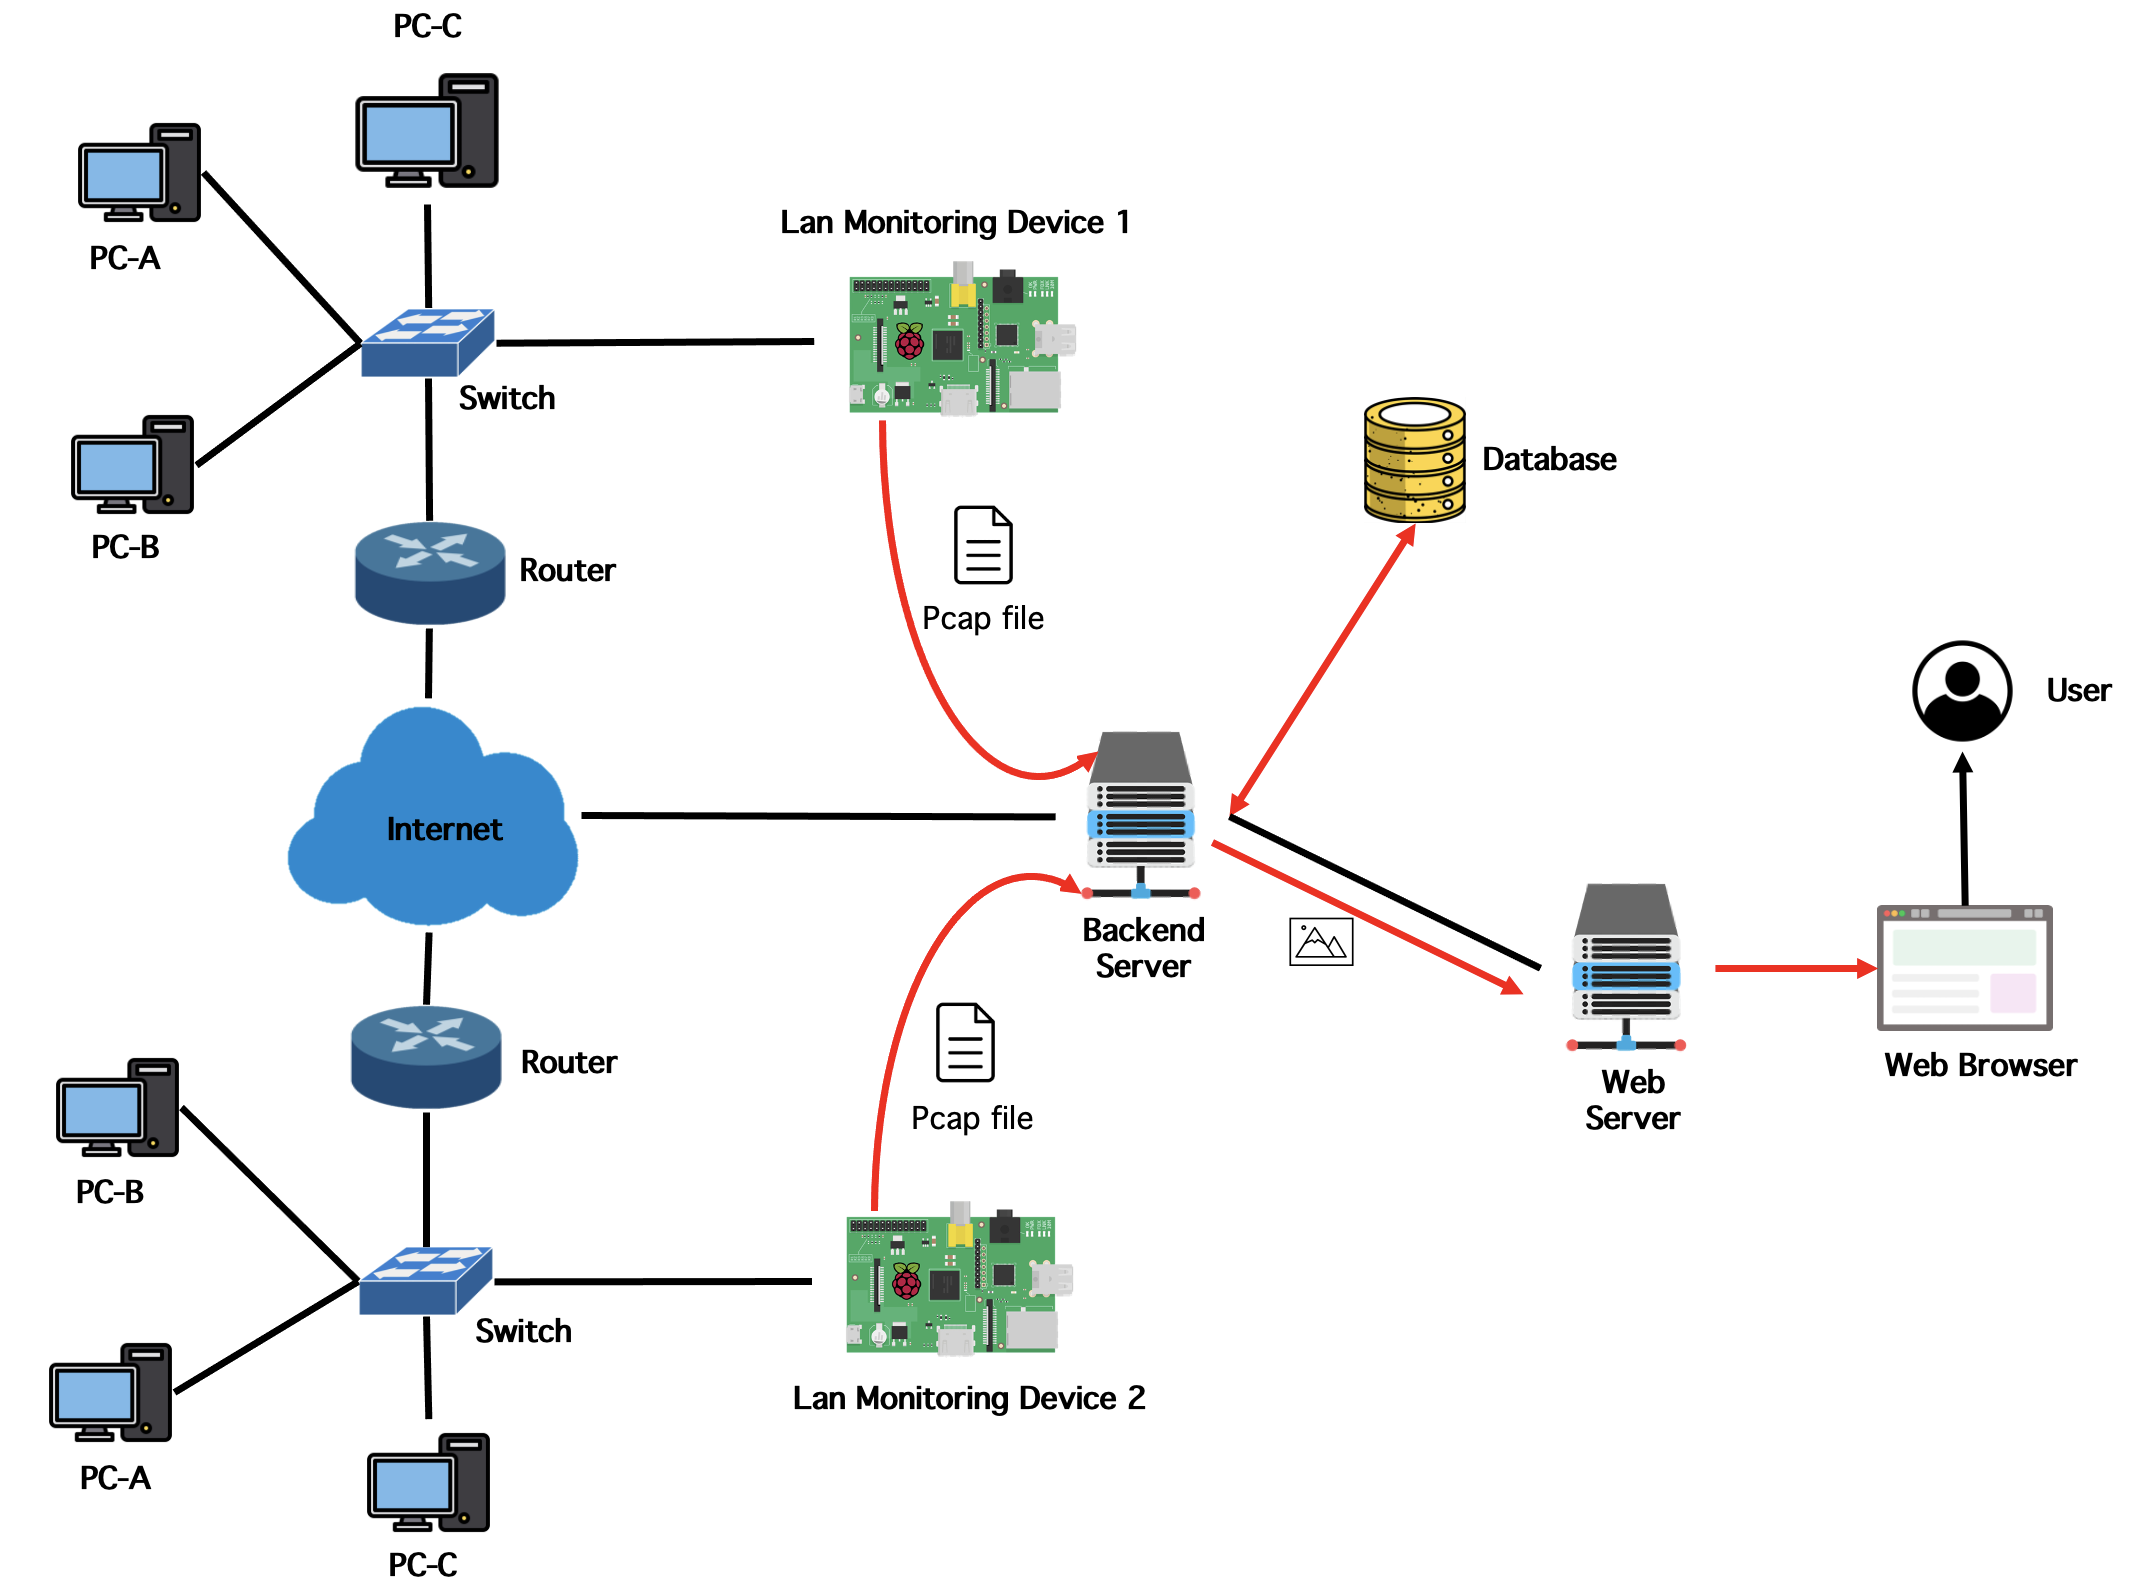 PC-C
PC-A
Lan Monitoring Device 1
Switch
PC-B
Router
Database
Pcap file
User
Internet
Backend
Server
Router
Web Browser
Web
Server
Pcap file
PC-B
Switch
Lan Monitoring Device 2
PC-A
PC-C